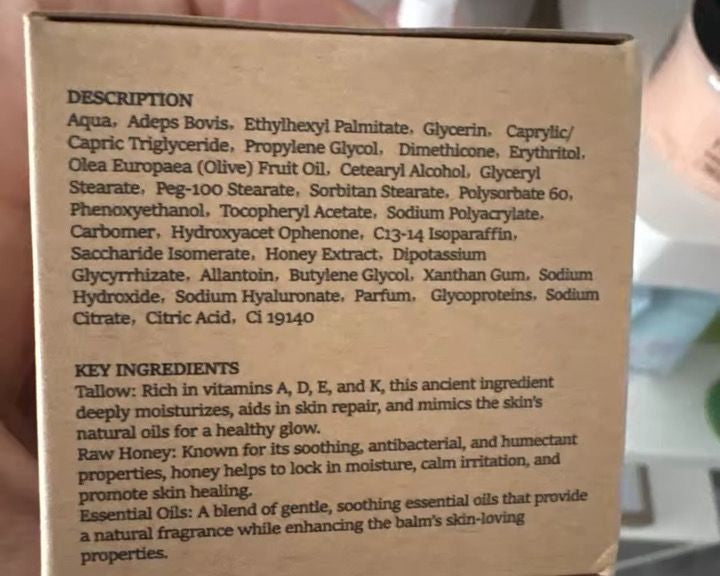 DESCRIPTION
Aqua, Adeps Bovis, Ethylhexyl Palmitate, Glycerin, Caprylic/
Capric Triglyceride, Propylene Glycol, Dimethicone, Erythritol,
Olea Europaea (Olive) Fruit Oil, Cetearyl Alcohol, Glyceryl
Stearate, Peg-100 Stearate, Sorbitan Stearate, Polysorbate 60,
Phenoxyethanol, Tocopheryl Acetate, Sodium Polyacrylate,
Carbomer, Hydroxyacet Ophenone, C13-14 Isoparaffin,
Saccharide Isomerate, Honey Extract, Dipotassium
Glycyrrhizate, Allantoin, Butylene Glycol, Xanthan Gum, Sodium
Hydroxide, Sodium Hyaluronate, Parfum, Glycoproteins, Sodium
Citrate, Citric Acid, Ci 19140
KEY INGREDIENTS
Tallow: Rich in vitamins A, D, E, and K, this ancient ingredient
deeply moisturizes, aids in skin repair, and mimics the skin's
natural oils for a healthy glow.
Raw Honey: Known for its soothing, antibacterial, and humectant
properties, honey helps to lock in moisture, calm irritation, and
promote skin healing.
Essential Oils: A blend of gentle, soothing essential oils that provide
a natural fragrance while enhancing the balm's skin-loving
properties.